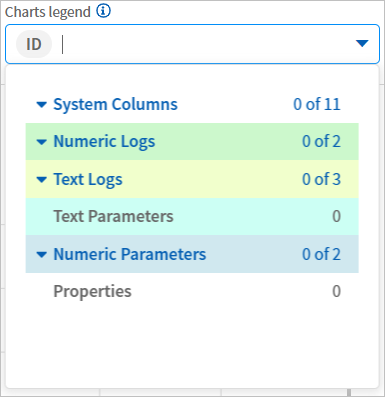 Charts legend
ID
System Columns 0 of 11
Numeric Logs 0 of 2
Text Logs 0 of 3
Text Parameters 0
Numeric Parameters 0 of 2
Properties 0